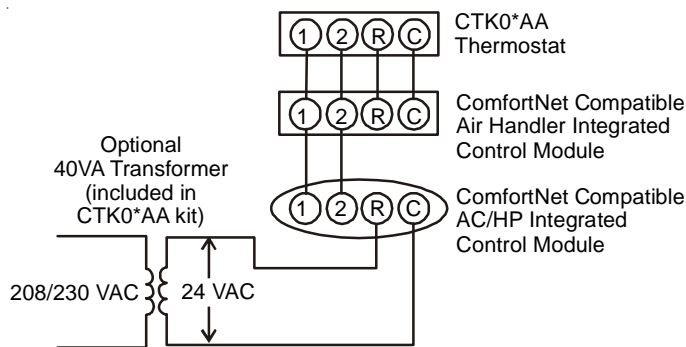 1 2 R C
CTK0*AA
Thermostat
1 2 R C
ComfortNet Compatible
Air Handler Integrated
Control Module
Optional
40VA Transformer
(included in
CTK0*AA kit)
1 2 R C
ComfortNet Compatible
AC/HP Integrated
Control Module
208/230 VAC
24 VAC